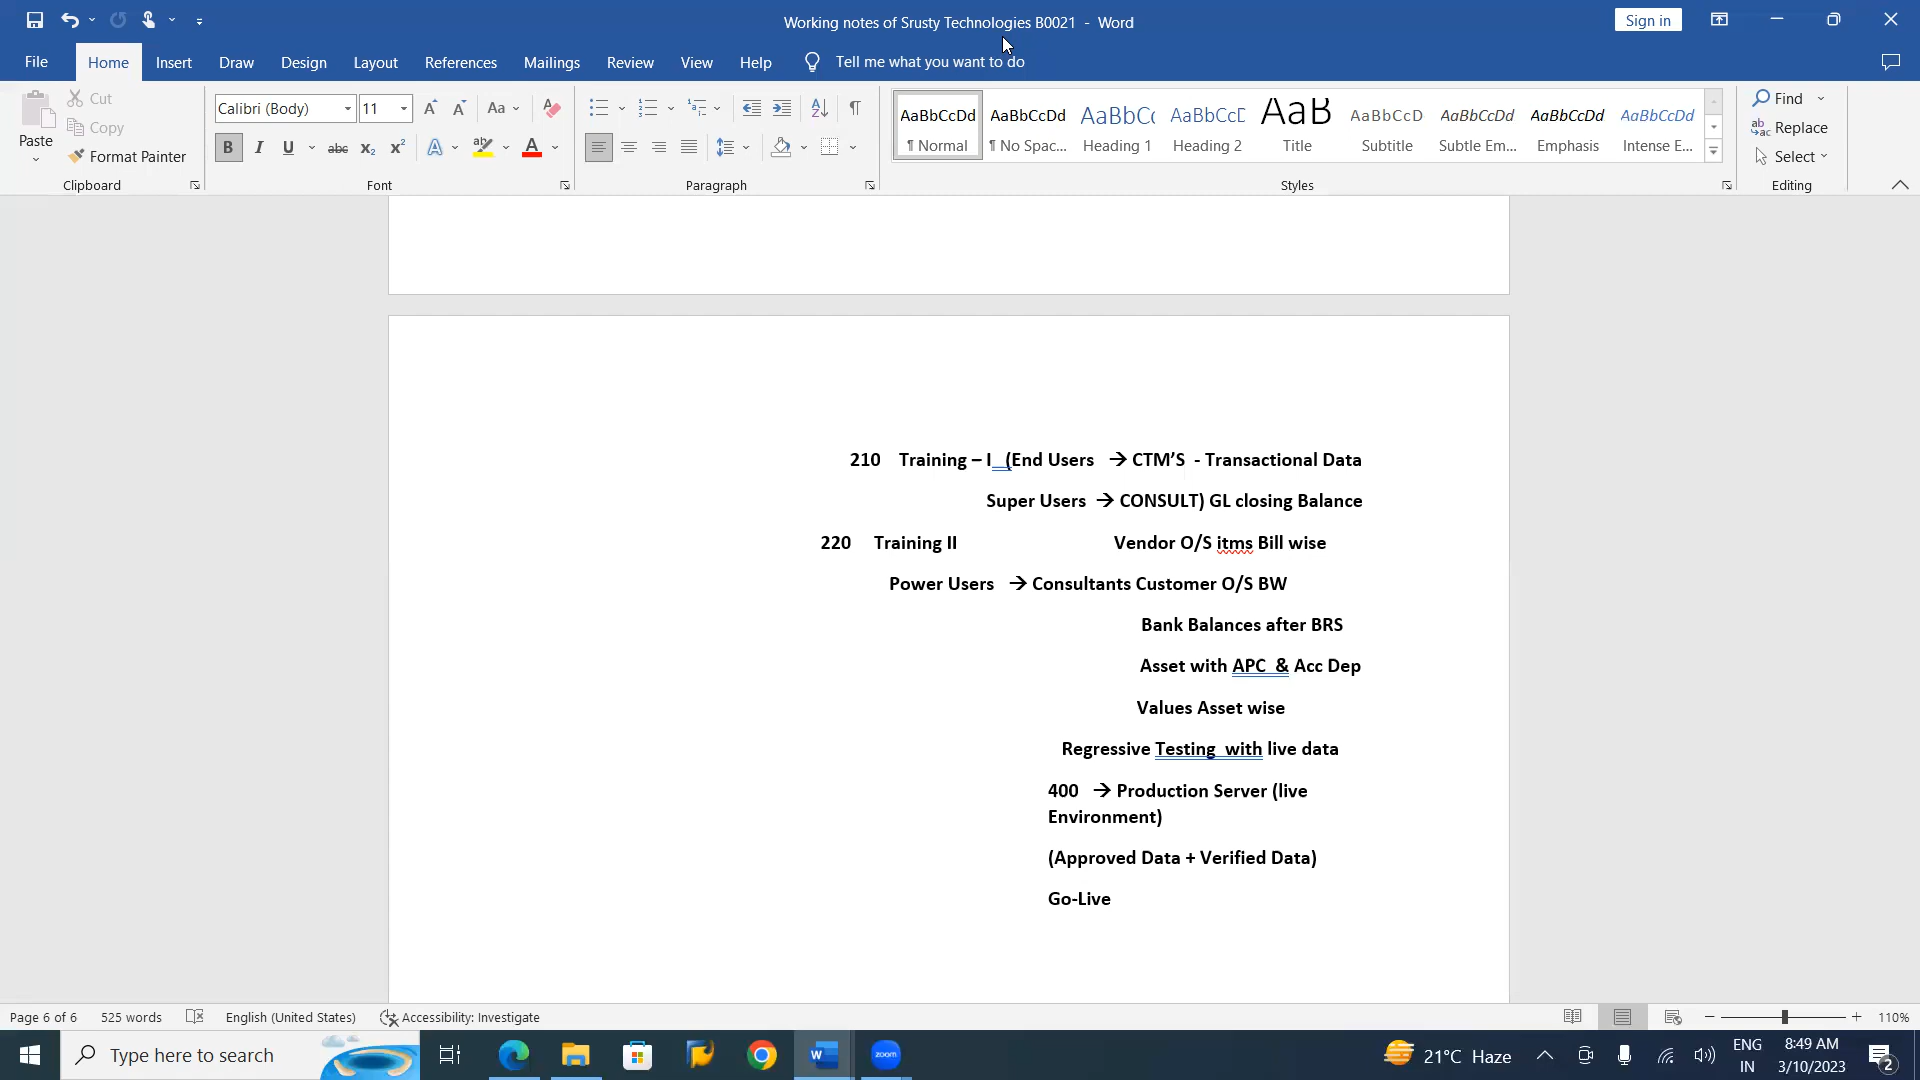 Working notes of Srusty Technologies B0021 - Word
Sign in
File Home Insert Draw Design Layout References Mailings Review View Help Tell me what you want to do
Paste
Cut
Copy
Format Painter
Clipboard
Calibri (Body) 11
Font
Paragraph
AaBbCcDd AaBbCcDd AaBbCc AaBbCcC AaB AaBbCcD AaBbCcDd AaBbCcDd AaBbCcDd
¶ Normal ¶ No Spac... Heading 1 Heading 2 Title Subtitle Subtle Em... Emphasis Intense E...
Styles
Find
Replace
Select
Editing
210 Training – I (End Users → CTM’S - Transactional Data
Super Users → CONSULT) GL closing Balance
220 Training II Vendor O/S itms Bill wise
Power Users → Consultants Customer O/S BW
Bank Balances after BRS
Asset with APC & Acc Dep
Values Asset wise
Regressive Testing with live data
400 → Production Server (live
Environment)
(Approved Data + Verified Data)
Go-Live
Page 6 of 6 525 words English (United States) Accessibility: Investigate 110%
Type here to search
zoom
21°C Haze
ENG
IN
8:49 AM
3/10/2023
2